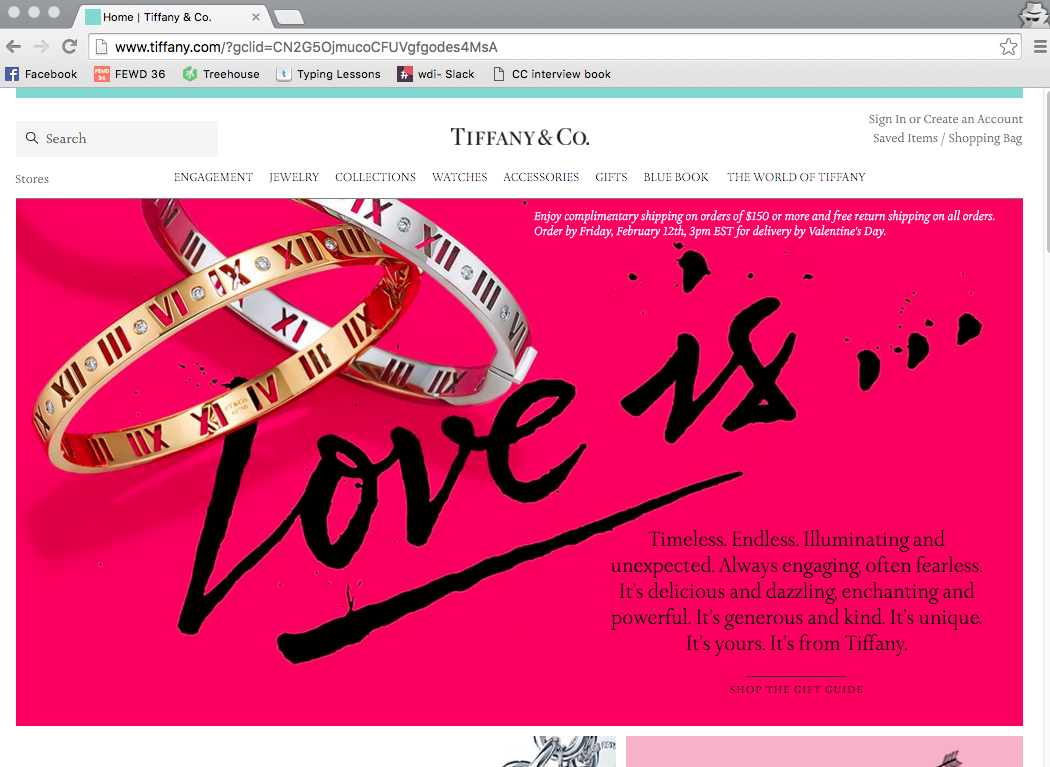 Home | Tiffany & Co.
www.tiffany.com/?gclid=CN2G5OjmucoCFUVgfgodes4MsA
Facebook
FEWD 36
FEWD 36
Treehouse
t
Typing Lessons
wdi- Slack
CC interview book
Sign In or Create an Account
Search
TIFFANY & CO.
Saved Items / Shopping Bag
Stores
ENGAGEMENT JEWELRY COLLECTIONS WATCHES ACCESSORIES GIFTS BLUE BOOK THE WORLD OF TIFFANY
Enjoy complimentary shipping on orders of $150 or more and free return shipping on all orders.
Order by Friday, February 12th, 3pm EST for delivery by Valentine's Day.
Love is...
Timeless. Endless. Illuminating and
unexpected. Always engaging, often fearless.
It's delicious and dazzling, enchanting and
powerful. It's generous and kind. It's unique.
It's yours. It's from Tiffany.
SHOP THE GIFT GUIDE